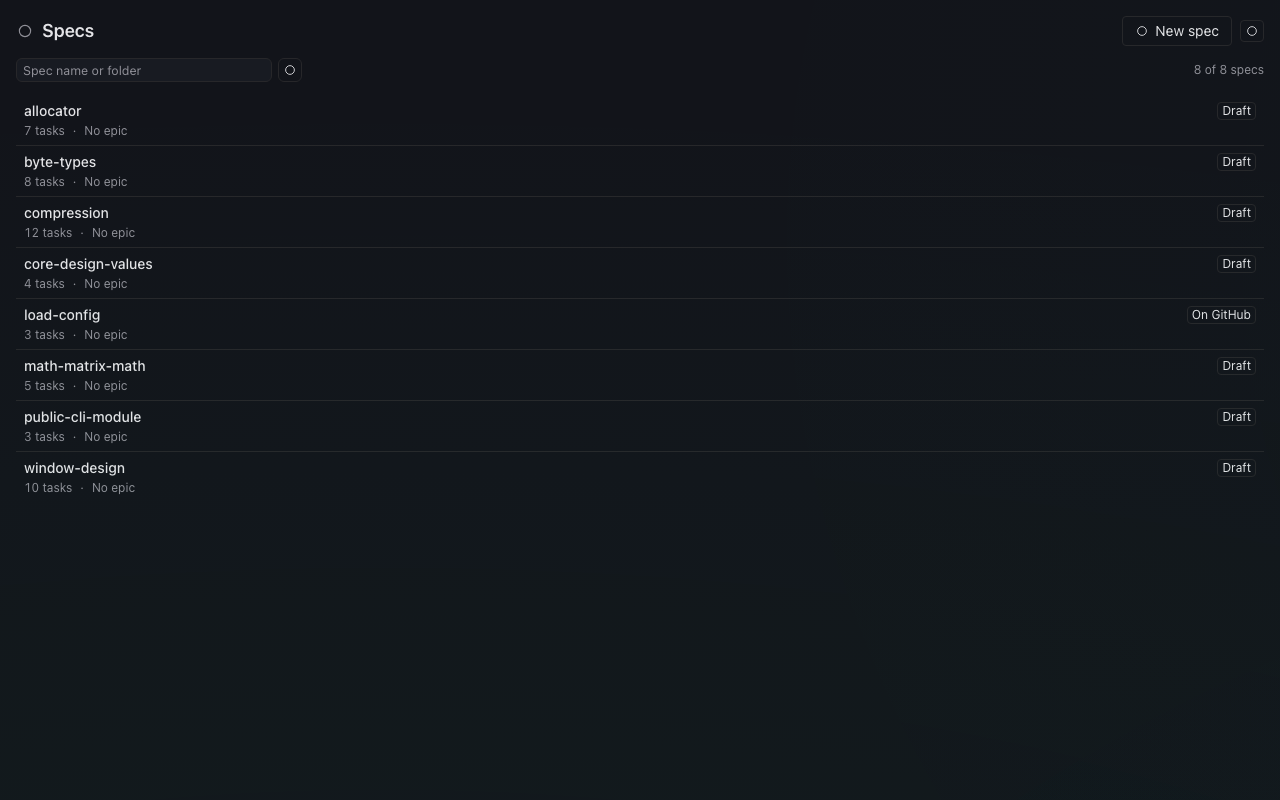 Specs
New spec
Spec name or folder
8 of 8 specs
allocator
Draft
7 tasks · No epic
byte-types
Draft
8 tasks · No epic
compression
Draft
12 tasks · No epic
core-design-values
Draft
4 tasks · No epic
load-config
On GitHub
3 tasks · No epic
math-matrix-math
Draft
5 tasks · No epic
public-cli-module
Draft
3 tasks · No epic
window-design
Draft
10 tasks · No epic